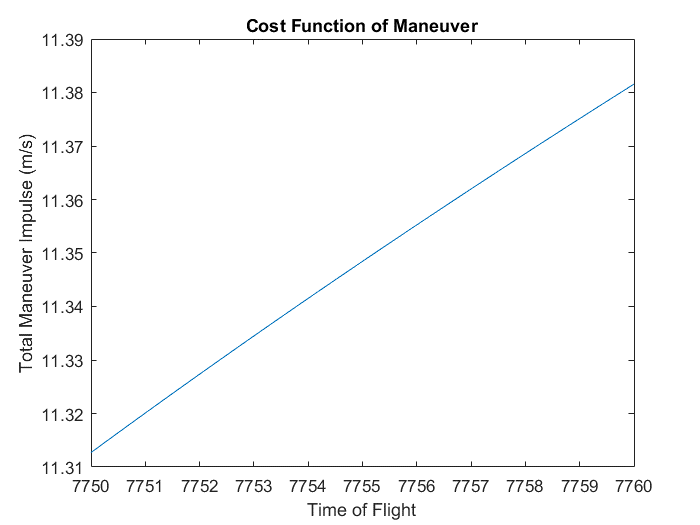 Cost Function of Maneuver
Total Maneuver Impulse (m/s)
11.39
11.38
11.37
11.36
11.35
11.34
11.33
11.32
11.31
7750 7751 7752 7753 7754 7755 7756 7757 7758 7759 7760
Time of Flight